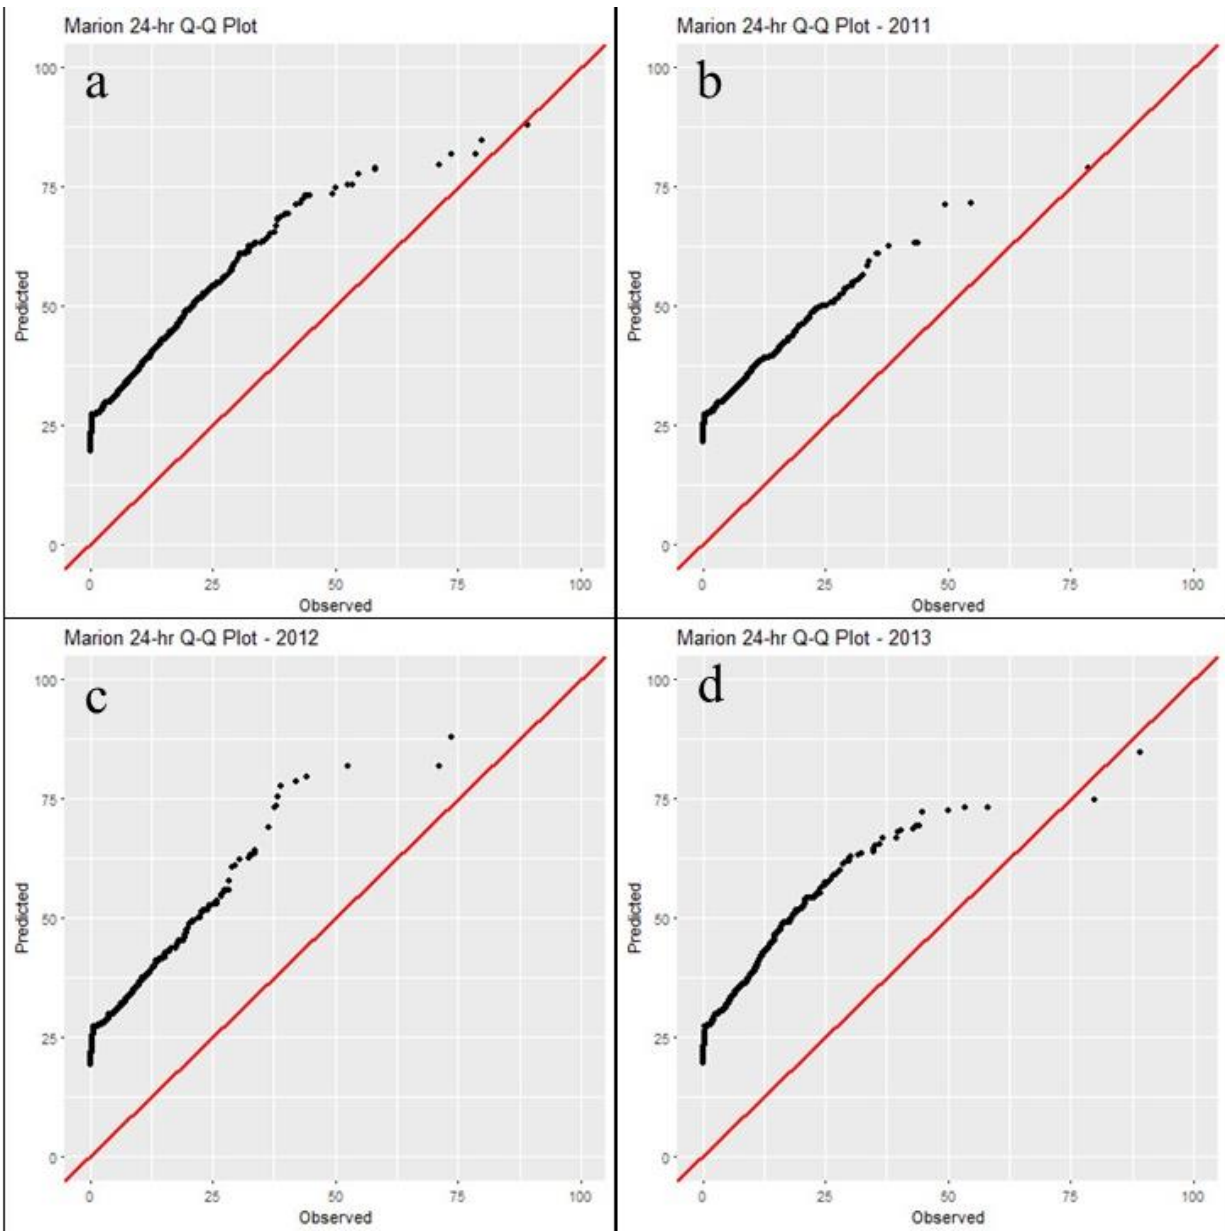 Marion 24-hr Q-Q Plot
a
100
75
50
25
0
Predicted
0 25 50 75 100
Observed
Marion 24-hr Q-Q Plot - 2011
b
100
75
50
25
0
Predicted
0 25 50 75 100
Observed
Marion 24-hr Q-Q Plot - 2012
c
100
75
50
25
0
Predicted
0 25 50 75 100
Observed
Marion 24-hr Q-Q Plot - 2013
d
100
75
50
25
0
Predicted
0 25 50 75 100
Observed